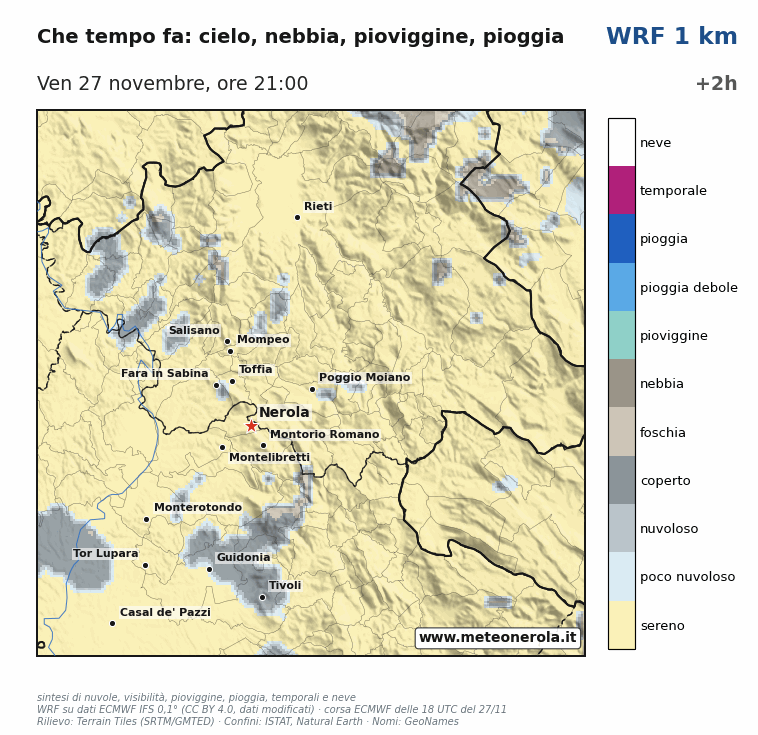 Che tempo fa: cielo, nebbia, pioviggine, pioggia
WRF 1 km
Ven 27 novembre, ore 21:00
+2h
neve
temporale
pioggia
pioggia debole
pioviggine
nebbia
foschia
coperto
nuvoloso
poco nuvoloso
sereno
Rieti
Salisano
Mompeo
Toffia
Fara in Sabina
Poggio Moiano
Nerola
Montorio Romano
Montelibretti
Monterotondo
Tor Lupara
Guidonia
Tivoli
Casal de' Pazzi
www.meteonerola.it
sintesi di nuvole, visibilità, pioviggine, pioggia, temporali e neve
WRF su dati ECMWF IFS 0,1° (CC BY 4.0, dati modificati) · corsa ECMWF delle 18 UTC del 27/11
Rilievo: Terrain Tiles (SRTM/GMTED) · Confini: ISTAT, Natural Earth · Nomi: GeoNames